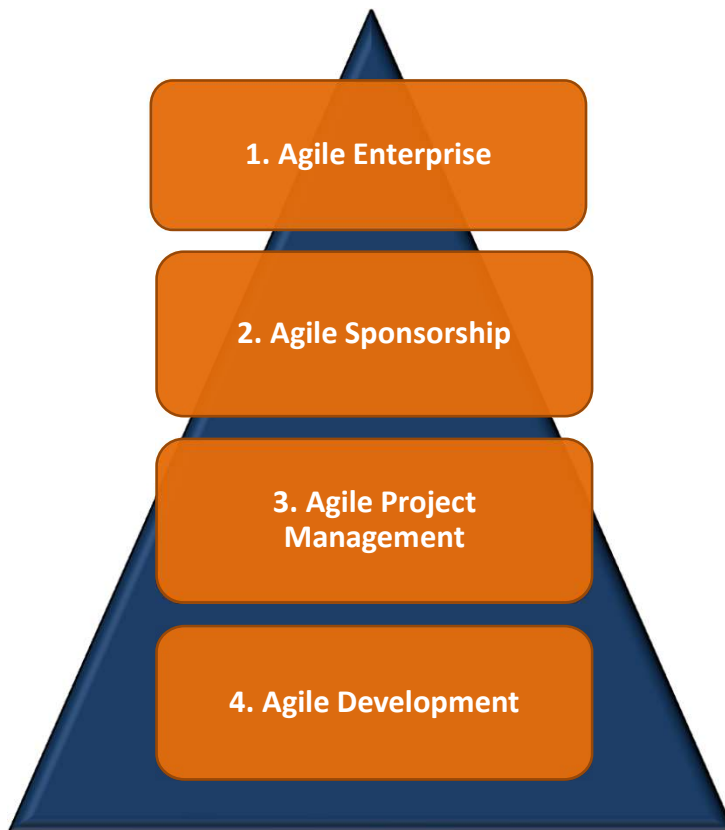 1. Agile Enterprise
2. Agile Sponsorship
3. Agile Project
Management
4. Agile Development